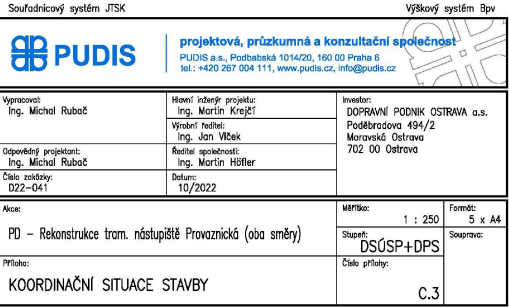 Souřadnicový systém JTSK
Výškový systém Bpv
PUDIS
projektová, průzkumná a konzultační společnost
PUDIS a.s., Podbabská 1014/20, 160 00 Praha 6
tel.: +420 267 004 111, www.pudis.cz, info@pudis.cz
Vypracoval:
Ing. Michal Rubač
Hlavní inženýr projektu:
Ing. Martin Krejčí
Investor:
DOPRAVNÍ PODNIK OSTRAVA a.s.
Poděbradova 494/2
Moravská Ostrava
702 00 Ostrava
Výrobní ředitel:
Ing. Jan Vlček
Odpovědný projektant:
Ing. Michal Rubač
Ředitel společnosti:
Ing. Martin Höfler
Číslo zakázky:
D22-041
Datum:
10/2022
Akce:
PD - Rekonstrukce tram. nástupiště Provaznická (oba směry)
Měřítko:
1 : 250
Formát:
5 x A4
Stupeň:
DSÚSP+DPS
Souprava:
Příloha:
KOORDINAČNÍ SITUACE STAVBY
Číslo přílohy:
C.3